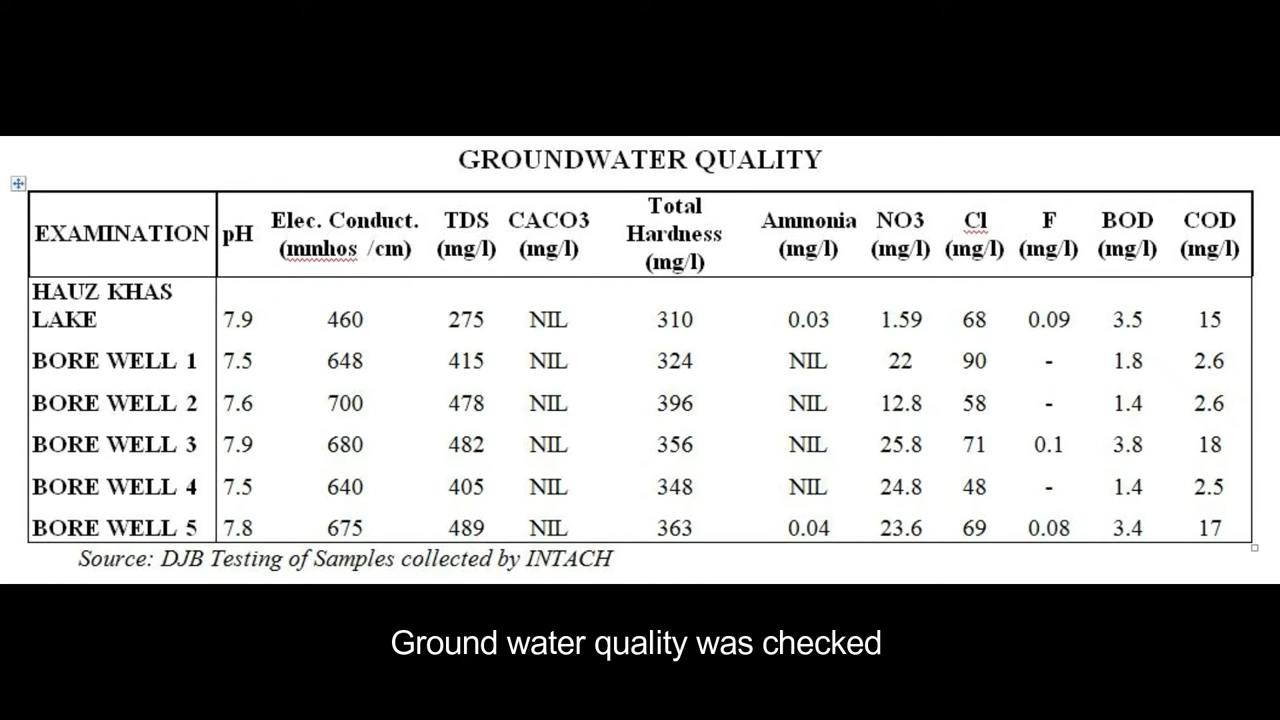 GROUNDWATER QUALITY
EXAMINATION pH Elec. Conduct. (mmhos /cm) TDS (mg/l) CACO3 (mg/l) Total Hardness (mg/l) Ammonia (mg/l) NO3 (mg/l) Cl (mg/l) F (mg/l) BOD (mg/l) COD (mg/l)
HAUZ KHAS LAKE 7.9 460 275 NIL 310 0.03 1.59 68 0.09 3.5 15
BORE WELL 1 7.5 648 415 NIL 324 NIL 22 90 - 1.8 2.6
BORE WELL 2 7.6 700 478 NIL 396 NIL 12.8 58 - 1.4 2.6
BORE WELL 3 7.9 680 482 NIL 356 NIL 25.8 71 0.1 3.8 18
BORE WELL 4 7.5 640 405 NIL 348 NIL 24.8 48 - 1.4 2.5
BORE WELL 5 7.8 675 489 NIL 363 0.04 23.6 69 0.08 3.4 17
Source: DJB Testing of Samples collected by INTACH
Ground water quality was checked